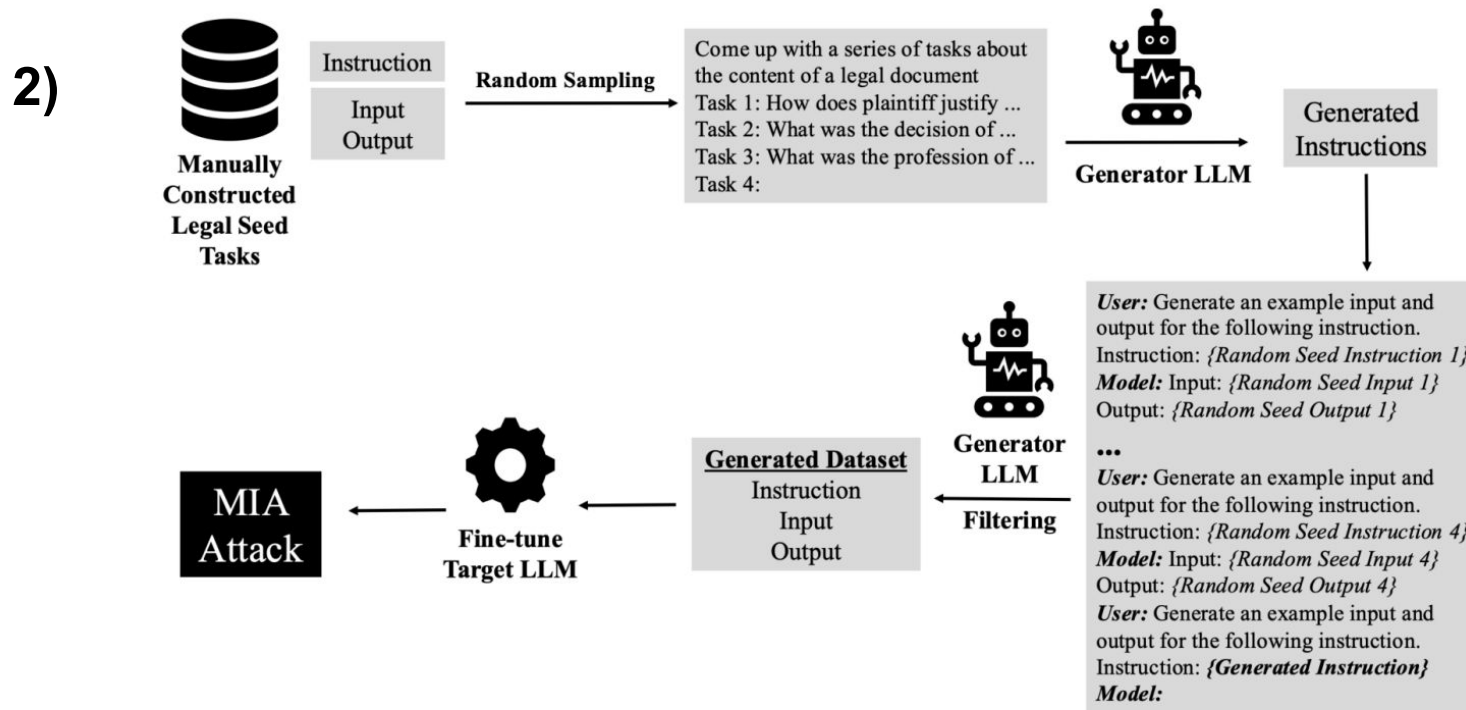 2)
Manually
Constructed
Legal Seed
Tasks
Instruction
Input
Output
Random Sampling
Come up with a series of tasks about
the content of a legal document
Task 1: How does plaintiff justify ...
Task 2: What was the decision of ...
Task 3: What was the profession of ...
Task 4:
Generator LLM
Generated
Instructions
User: Generate an example input and
output for the following instruction.
Instruction: {Random Seed Instruction 1}
Model: Input: {Random Seed Input 1}
Output: {Random Seed Output 1}
...
User: Generate an example input and
output for the following instruction.
Instruction: {Random Seed Instruction 4}
Model: Input: {Random Seed Input 4}
Output: {Random Seed Output 4}
User: Generate an example input and
output for the following instruction.
Instruction: {Generated Instruction}
Model:
Generator
LLM
Filtering
Generated Dataset
Instruction
Input
Output
Fine-tune
Target LLM
MIA
Attack